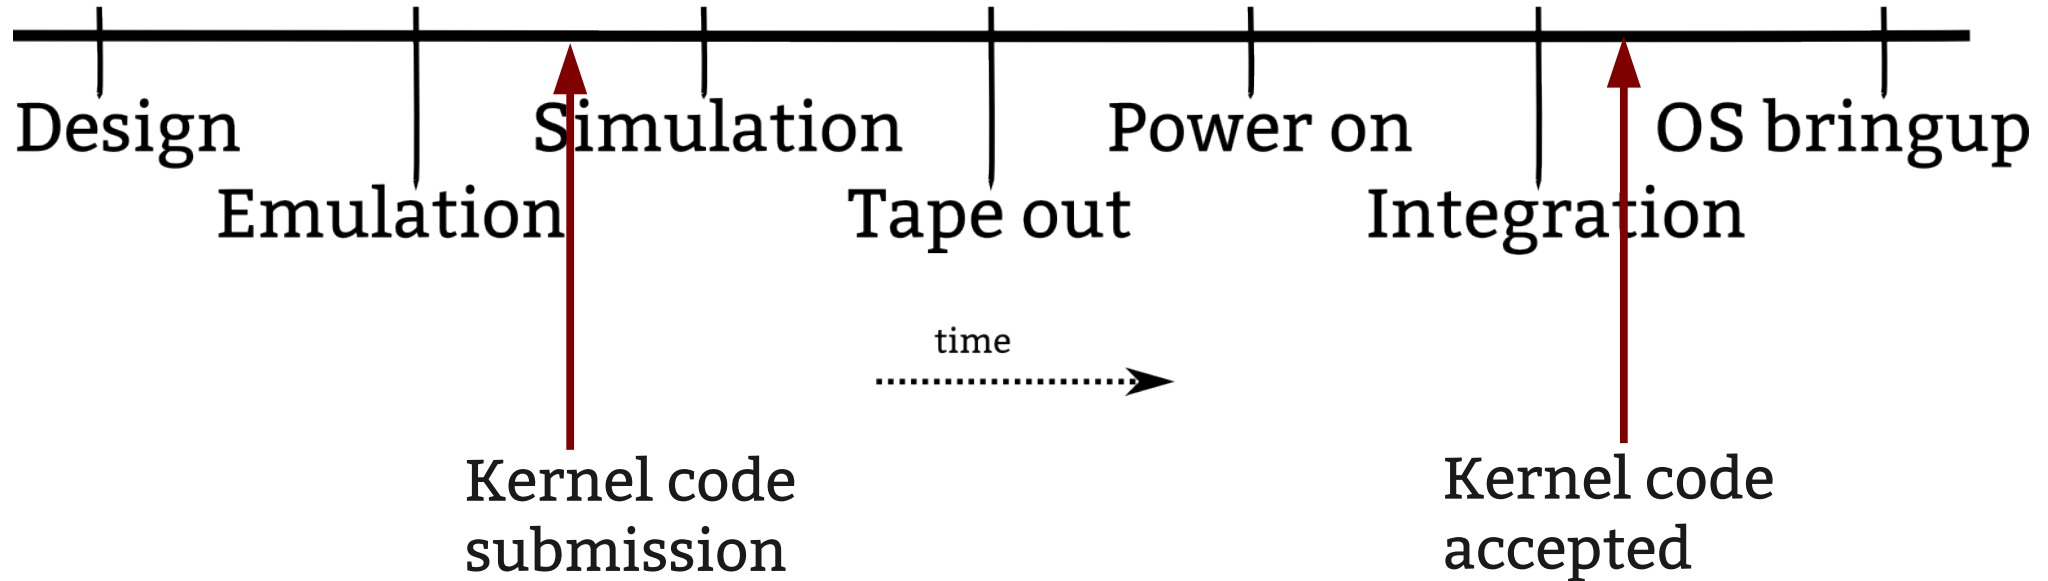 Design
Simulation
Power on
OS bringup
Emulation
Tape out
Integration
time
Kernel code
submission
Kernel code
accepted